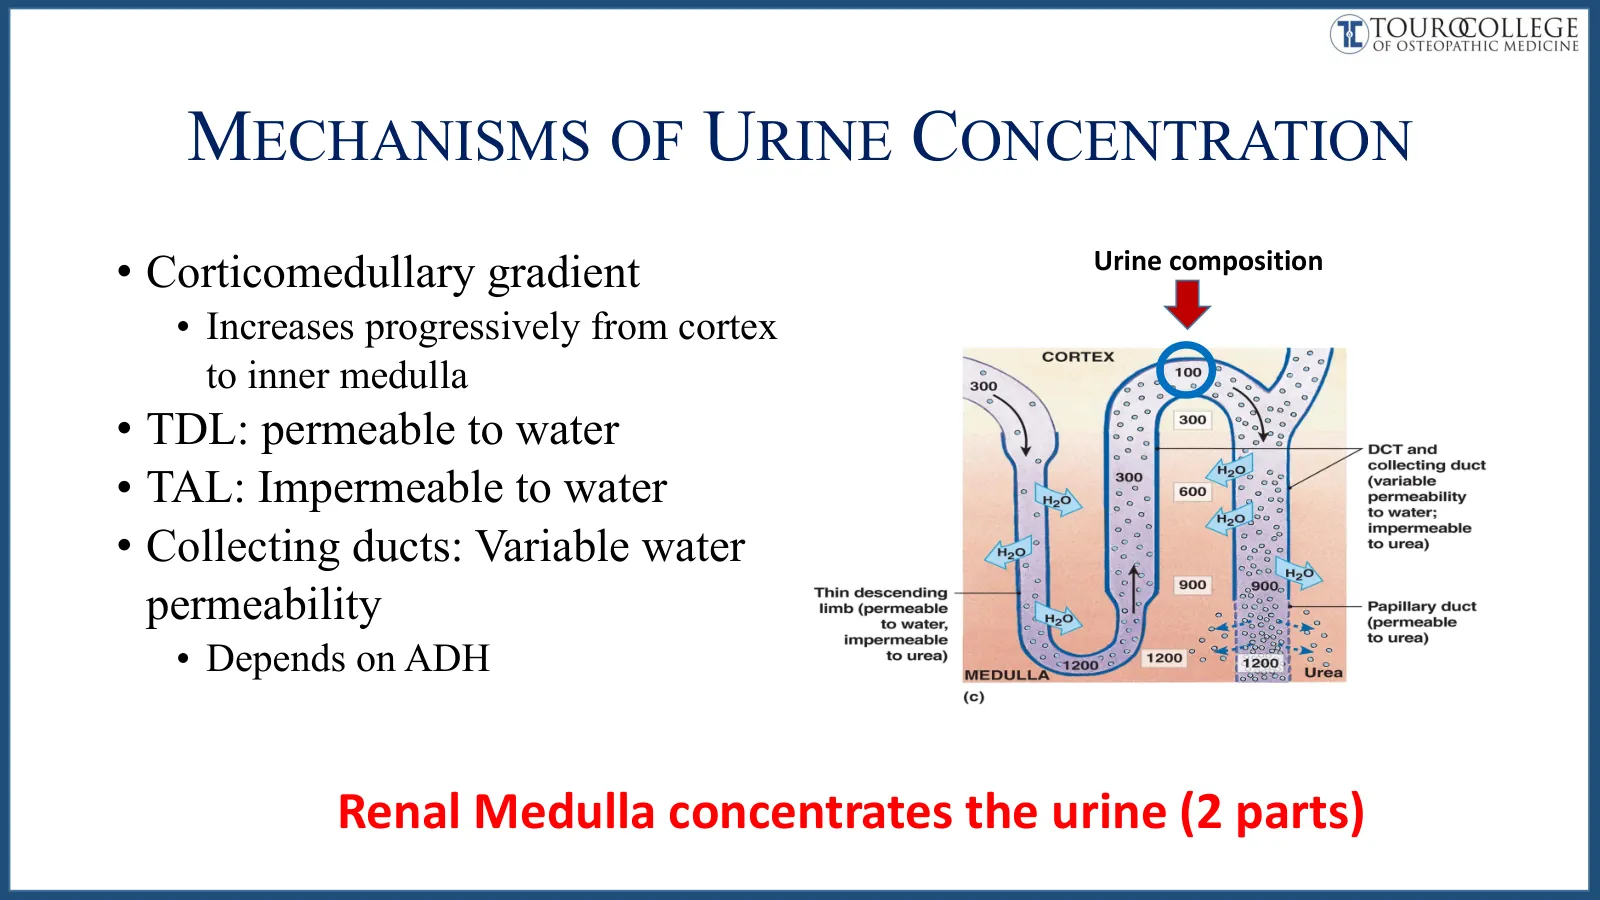 TOURO COLLEGE
OF OSTEOPATHIC MEDICINE
MECHANISMS OF URINE CONCENTRATION
• Corticomedullary gradient
• Increases progressively from cortex
to inner medulla
• TDL: permeable to water
• TAL: Impermeable to water
• Collecting ducts: Variable water
permeability
• Depends on ADH
Urine composition
CORTEX
100
300
300
300
H₂O
600
H₂O
H₂O
H₂O
H₂O
900
900
H₂O
H₂O
1200
1200
1200
MEDULLA
Urea
(c)
Thin descending
limb (permeable
to water,
impermeable
to urea)
DCT and
collecting duct
(variable
permeability
to water;
impermeable
to urea)
Papillary duct
(permeable
to urea)
Renal Medulla concentrates the urine (2 parts)